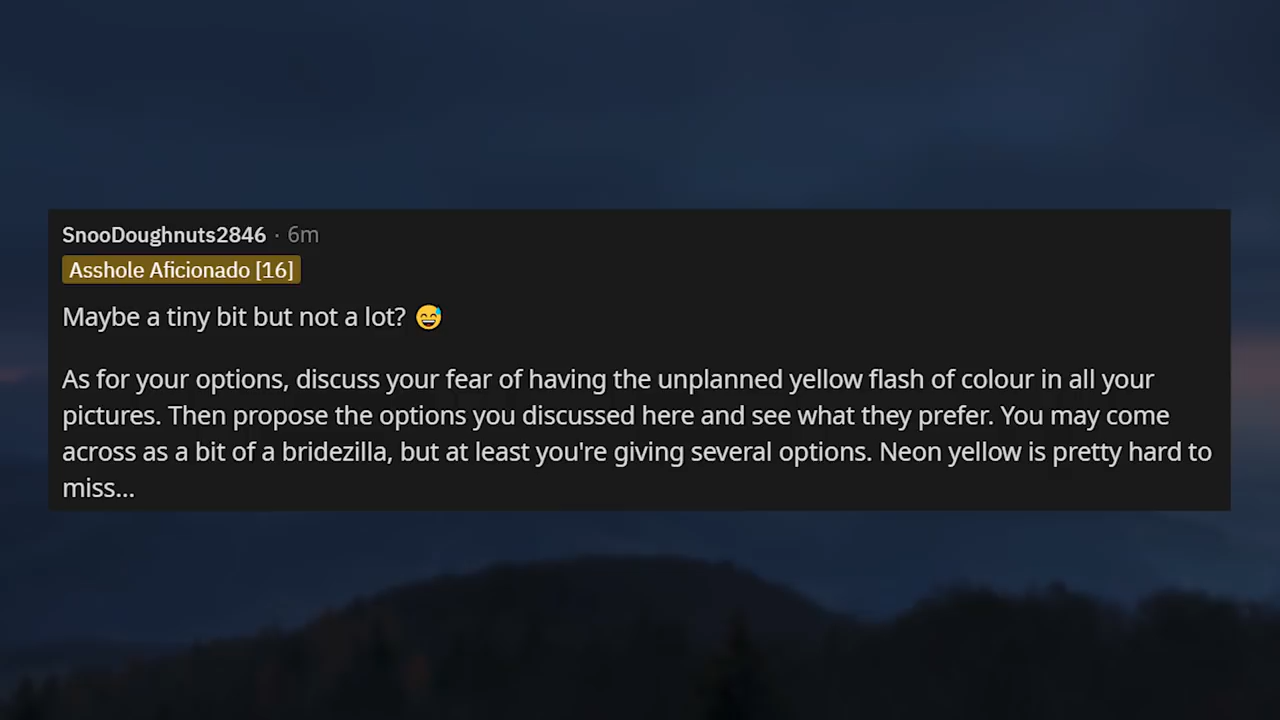 SnooDoughnuts2846 · 6m
Asshole Aficionado [16]
Maybe a tiny bit but not a lot? 😅
As for your options, discuss your fear of having the unplanned yellow flash of colour in all your
pictures. Then propose the options you discussed here and see what they prefer. You may come
across as a bit of a bridezilla, but at least you're giving several options. Neon yellow is pretty hard to
miss...